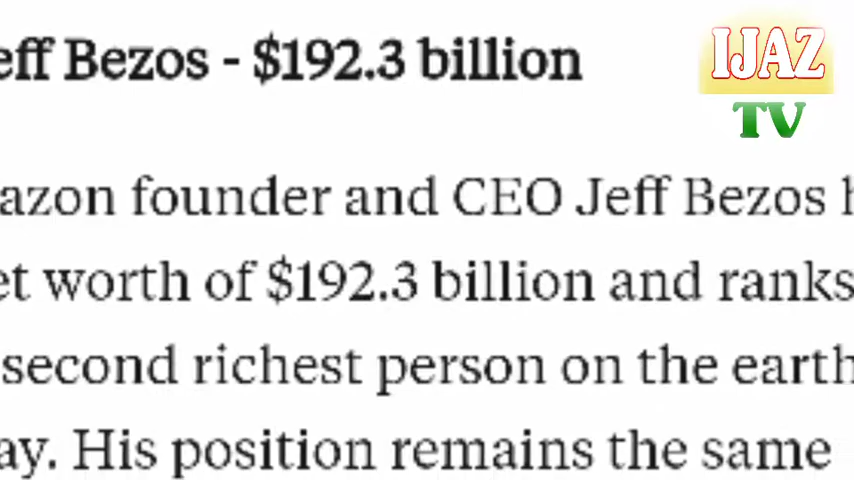 eff Bezos - $192.3 billion
IJAZ
TV
azon founder and CEO Jeff Bezos h
et worth of $192.3 billion and ranks
second richest person on the earth
ay. His position remains the same